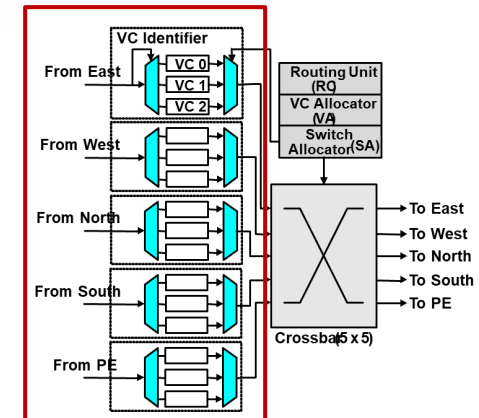 VC Identifier
From East
VC 0
VC 1
VC 2
From West
From North
From South
From PE
Routing Unit
(RC)
VC Allocator
(VA)
Switch
Allocator(SA)
To East
To West
To North
To South
To PE
Crossbar(5 x 5)